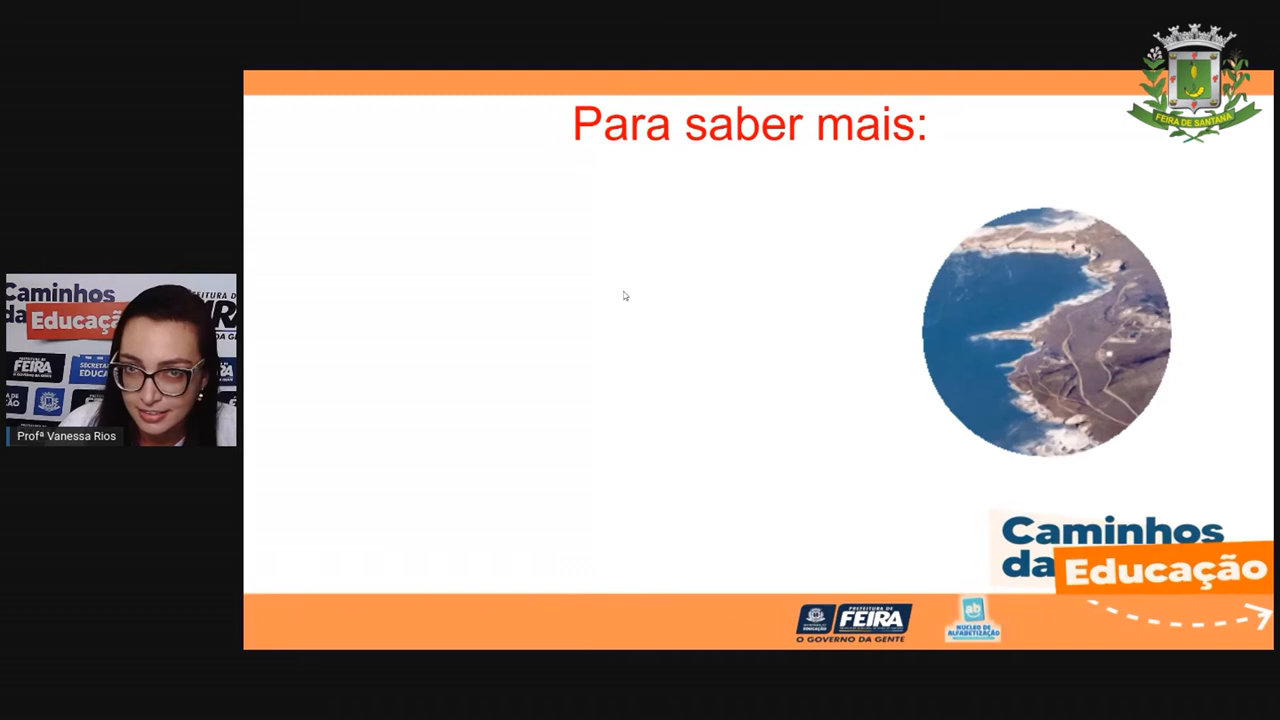 Para saber mais:
FEIRA DE SANTANA
Caminhos
da Educação
FEIRA
Profª Vanessa Rios
Caminhos
da Educação
PREFEITURA DE
FEIRA
O GOVERNO DA GENTE
ab
NÚCLEO DE
ALFABETIZAÇÃO